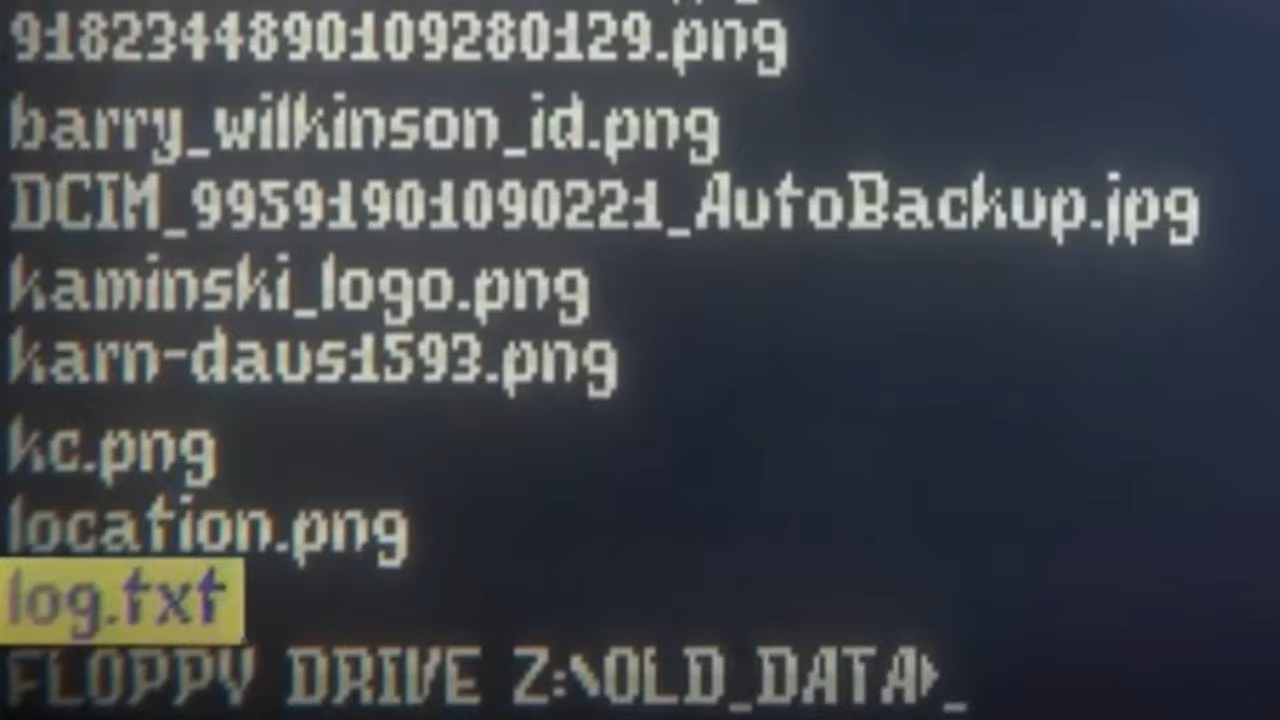 9182344890109280129.png
barry_wilkinson_id.png
DCIM_99591901090221_AutoBackup.jpg
kaminski_logo.png
karn-daus1593.png
kc.png
location.png
log.txt
FLOPPY DRIVE Z:\OLD_DATA>_